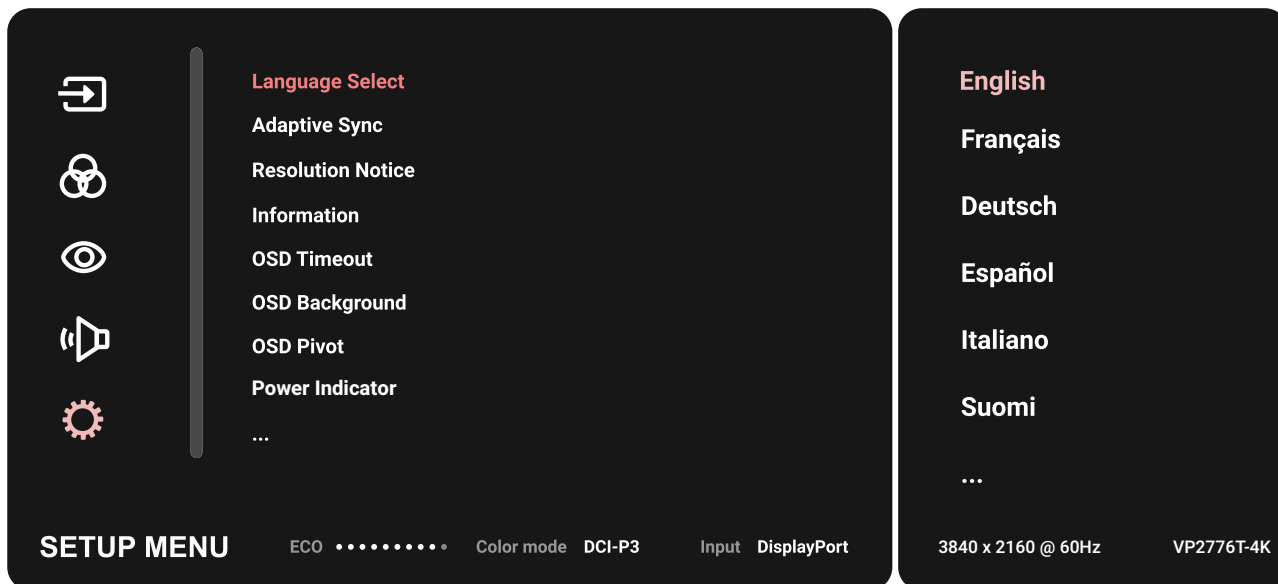 Language Select
Adaptive Sync
Resolution Notice
Information
OSD Timeout
OSD Background
OSD Pivot
Power Indicator
...
English
Français
Deutsch
Español
Italiano
Suomi
...
SETUP MENU ECO Color mode DCI-P3 Input DisplayPort
3840 x 2160 @ 60Hz VP2776T-4K